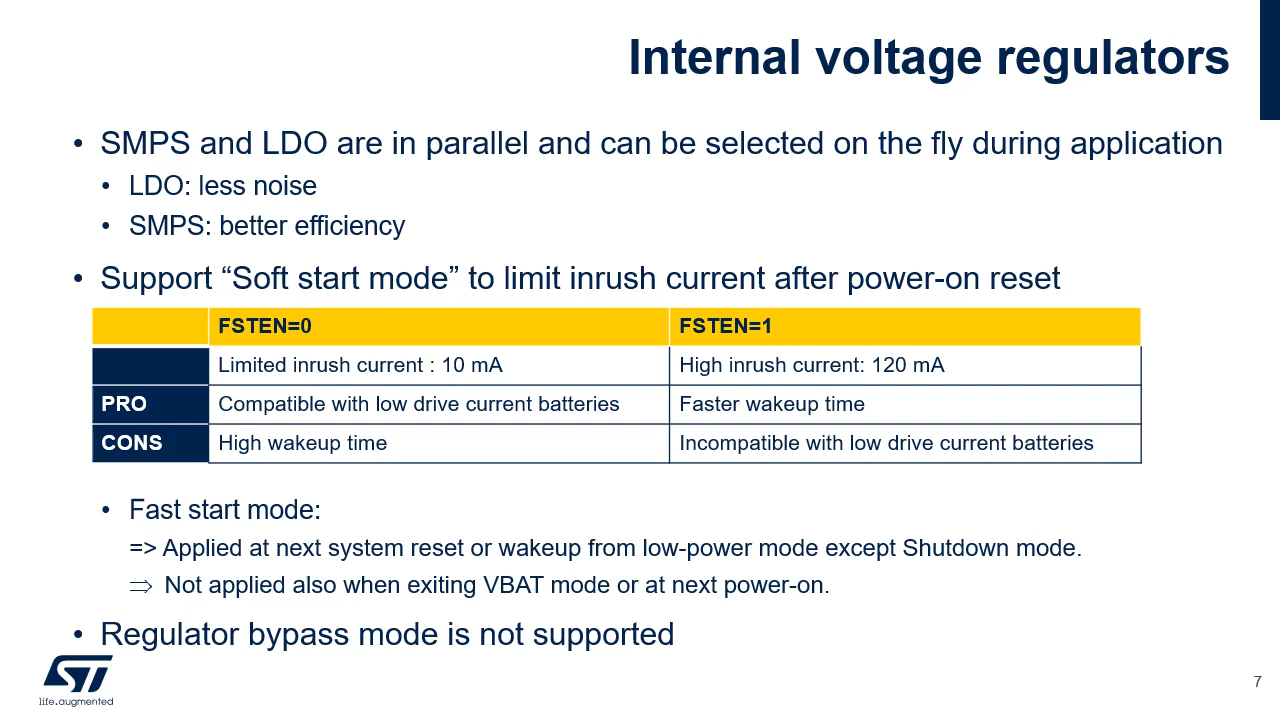 Internal voltage regulators
• SMPS and LDO are in parallel and can be selected on the fly during application
• LDO: less noise
• SMPS: better efficiency
• Support “Soft start mode” to limit inrush current after power-on reset
FSTEN=0 FSTEN=1
Limited inrush current : 10 mA High inrush current: 120 mA
PRO Compatible with low drive current batteries Faster wakeup time
CONS High wakeup time Incompatible with low drive current batteries
• Fast start mode:
=> Applied at next system reset or wakeup from low-power mode except Shutdown mode.
⇒ Not applied also when exiting VBAT mode or at next power-on.
• Regulator bypass mode is not supported
ST
life.augmented
7